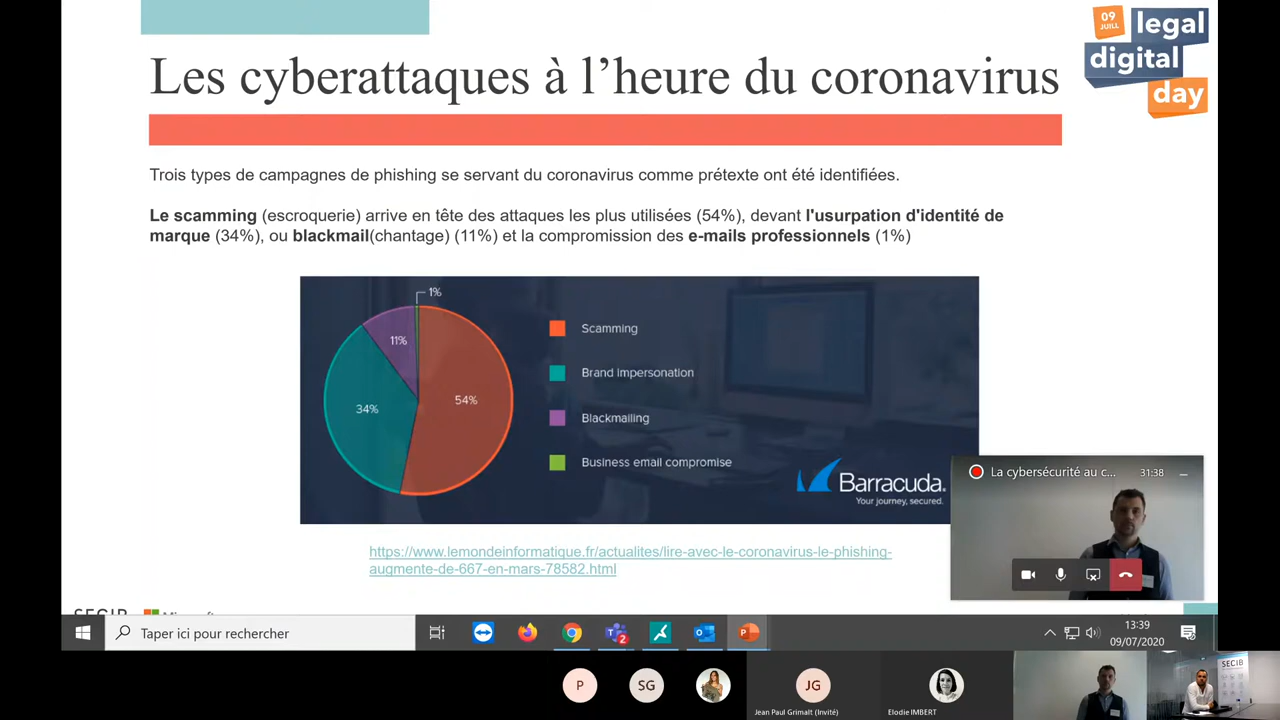 09
JUILL
legal
digital
day
Les cyberattaques à l’heure du coronavirus
Trois types de campagnes de phishing se servant du coronavirus comme prétexte ont été identifiées.
Le scamming (escroquerie) arrive en tête des attaques les plus utilisées (54%), devant l'usurpation d'identité de
marque (34%), ou blackmail(chantage) (11%) et la compromission des e-mails professionnels (1%)
1%
11%
34%
54%
Scamming
Brand Impersonation
Blackmailing
Business email compromise
Barracuda.
Your journey, secured.
La cybersécurité au c...
31:38
https://www.lemondeinformatique.fr/actualites/lire-avec-le-coronavirus-le-phishing-
augmente-de-667-en-mars-78582.html
SECIB
Microsoft
Taper ici pour rechercher
2
13:39
09/07/2020
P
SG
JG
Jean Paul Grimalt (Invité)
Elodie IMBERT
SECIB